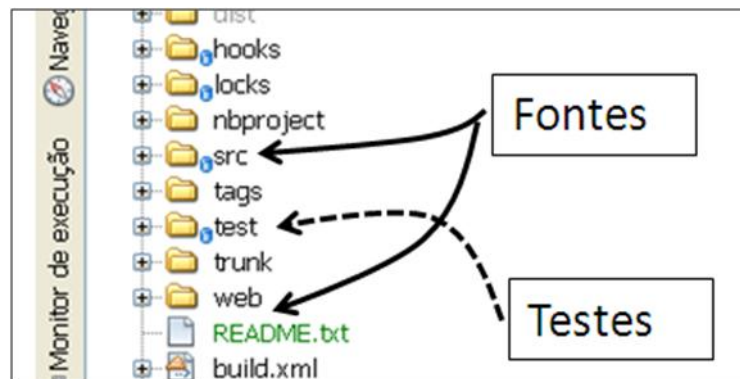 dist
hooks
locks
nbproject
src
tags
test
trunk
web
README.txt
build.xml
Fontes
Testes
Naveg
Monitor de execução